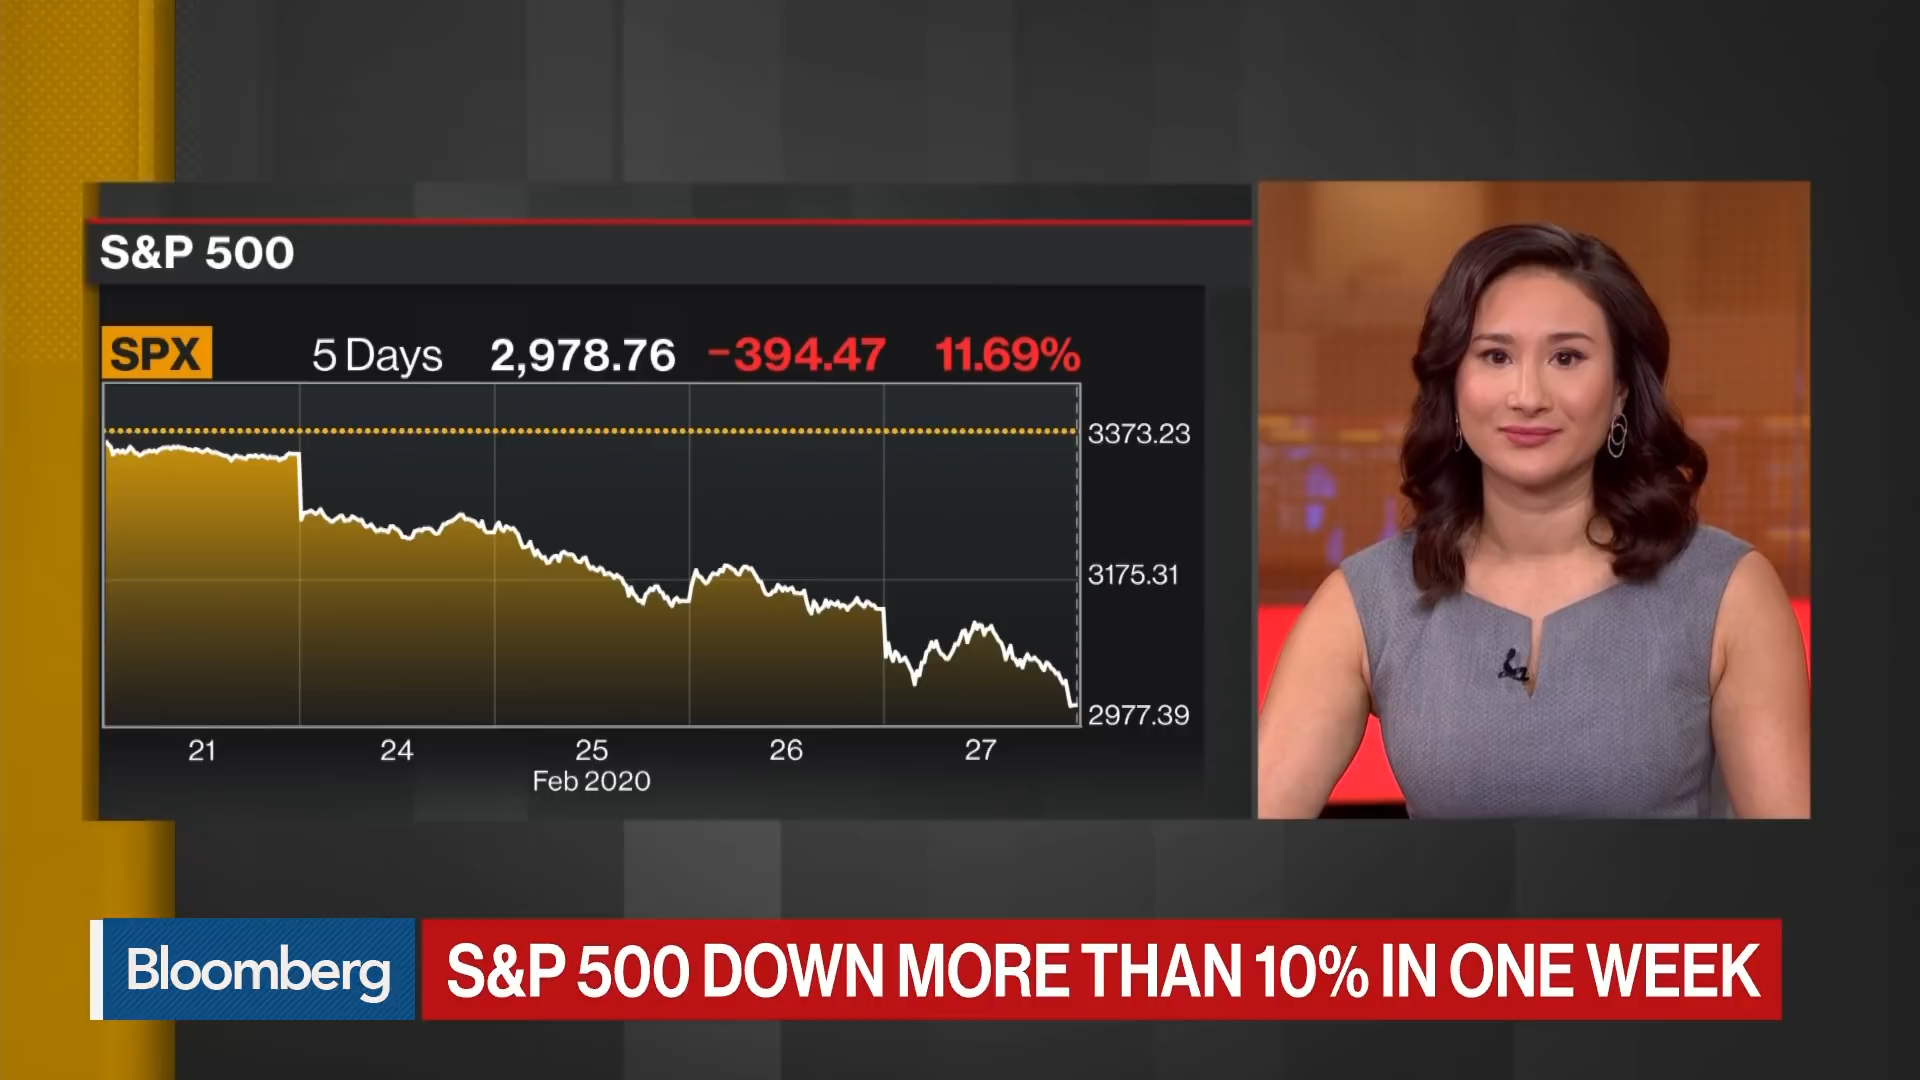 S&P 500
SPX 5 Days 2,978.76 -394.47 11.69%
3373.23
3175.31
2977.39
21 24 25 26 27
Feb 2020
Bloomberg S&P 500 DOWN MORE THAN 10% IN ONE WEEK